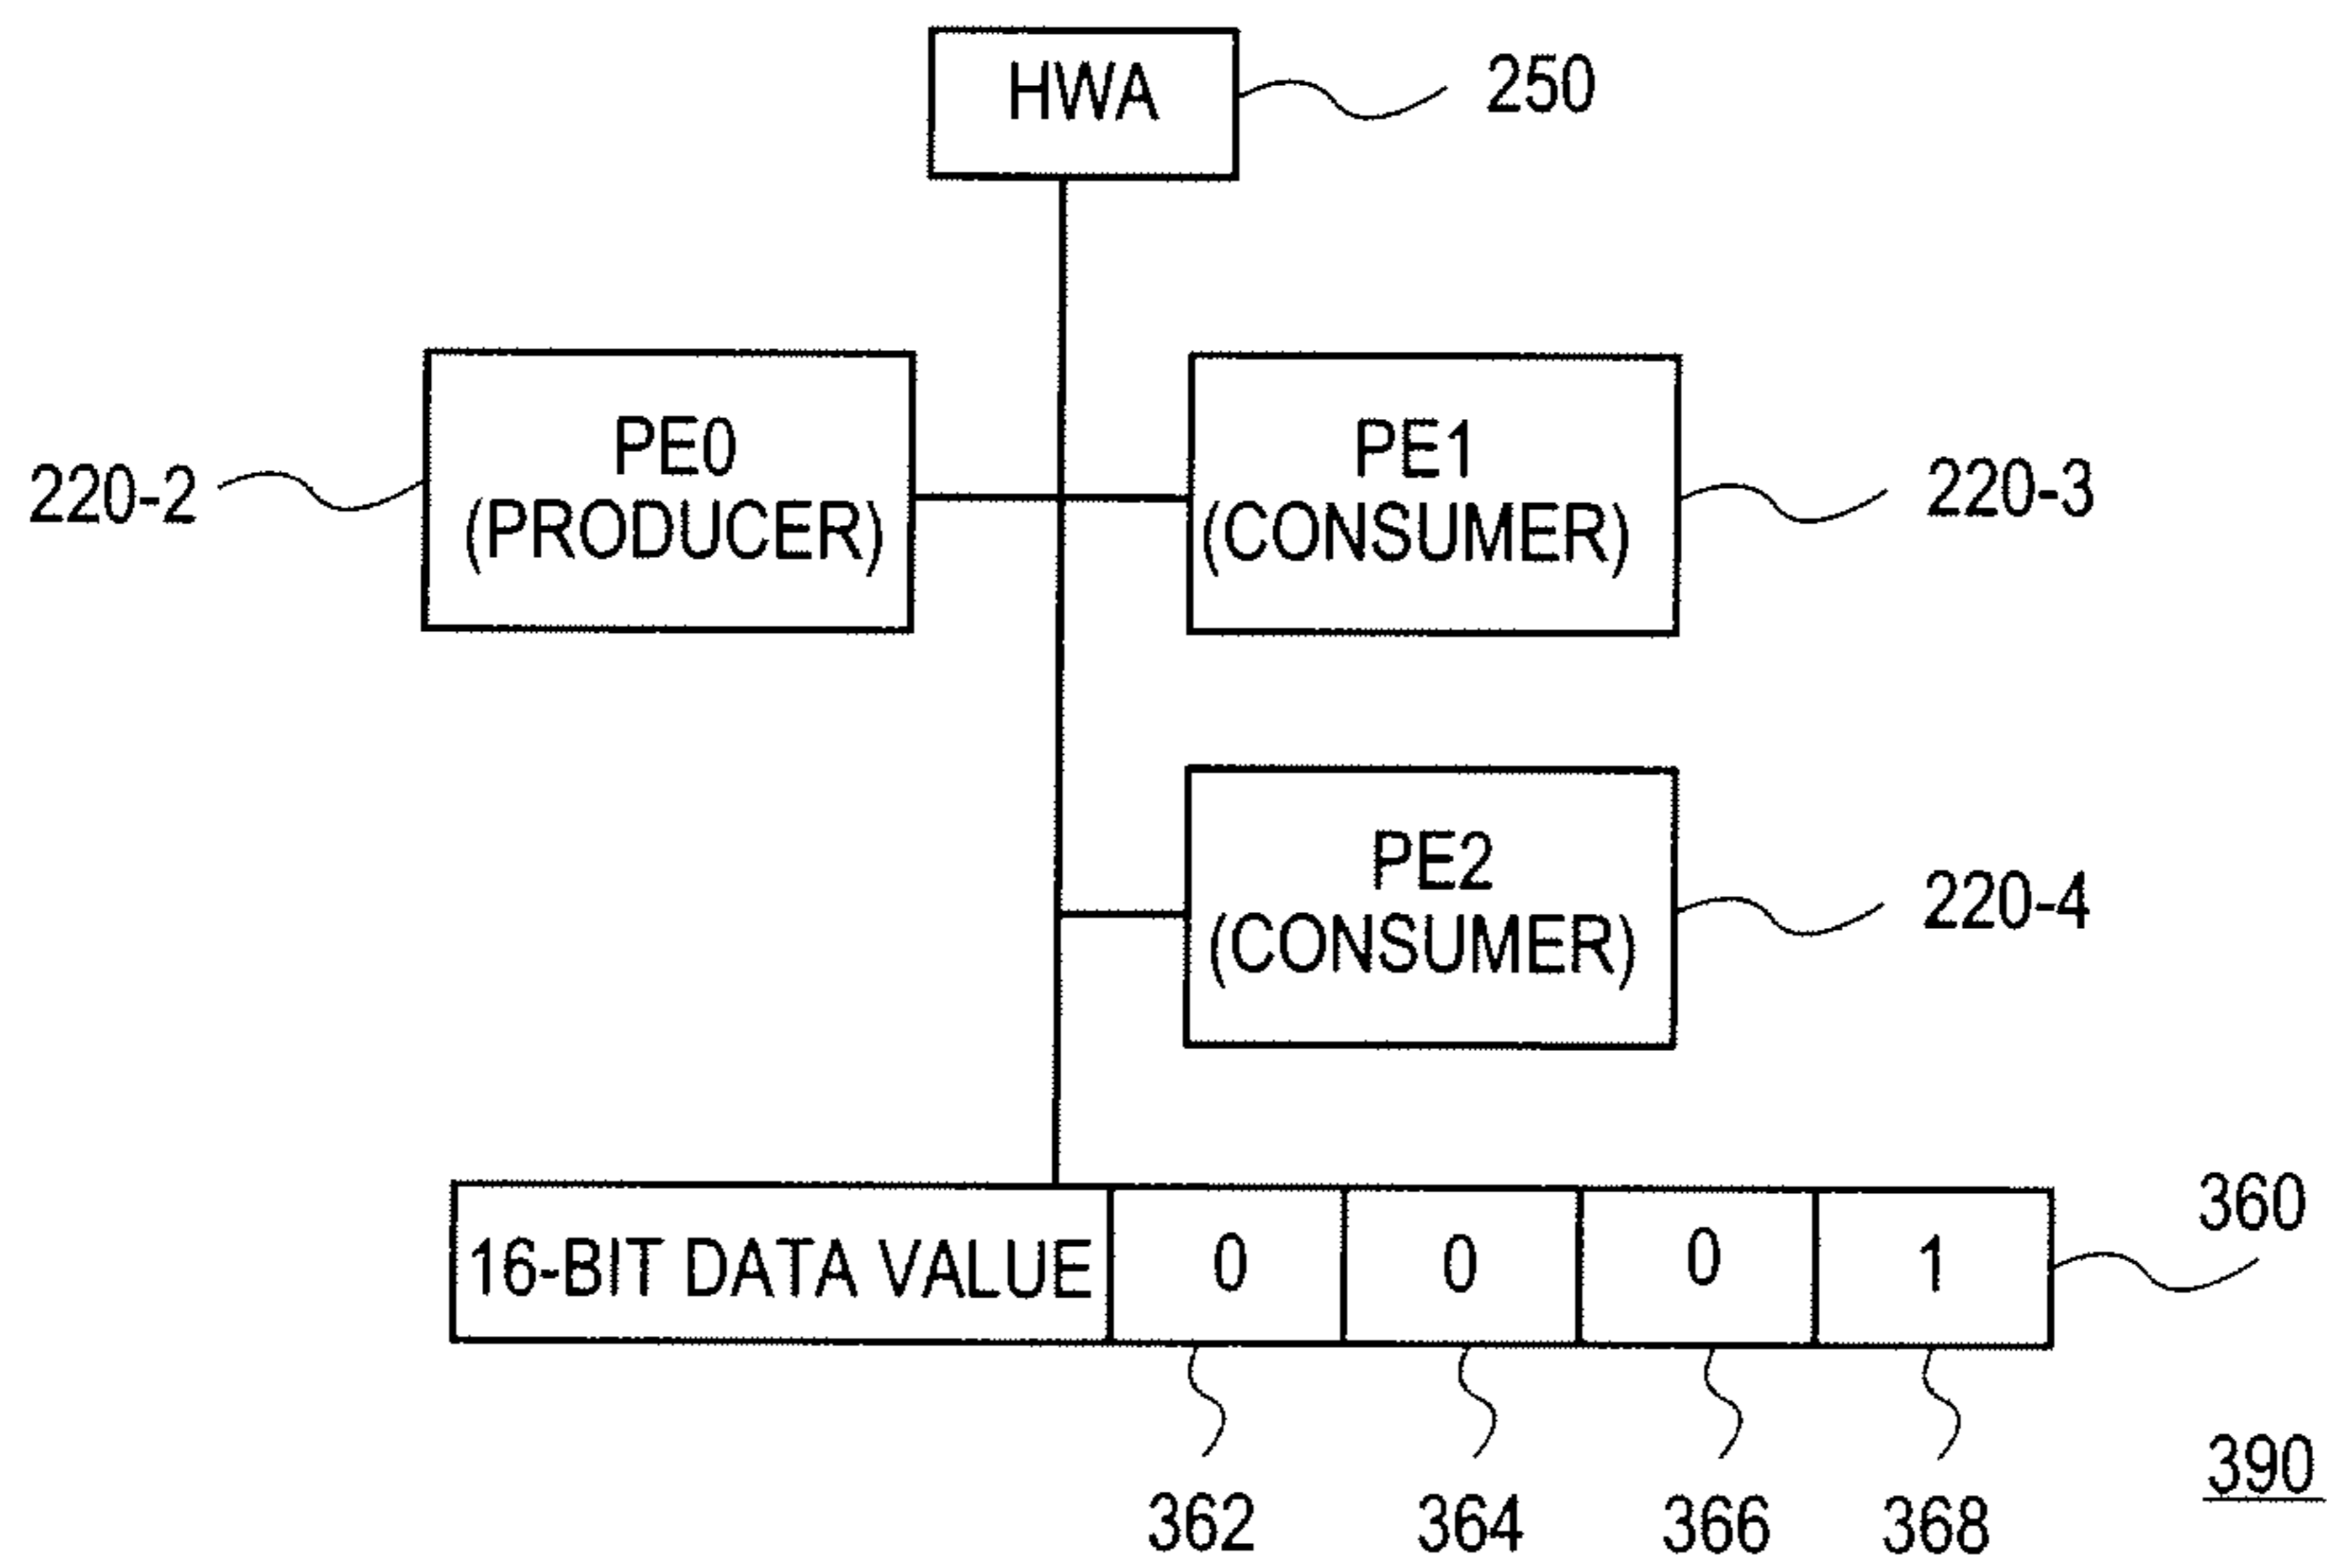 HWA 250
220-2 PE0 PE1 220-3
(PRODUCER) (CONSUMER)
PE2 220-4
(CONSUMER)
360
16-BIT DATA VALUE 0 0 0 1
362 364 366 368
390